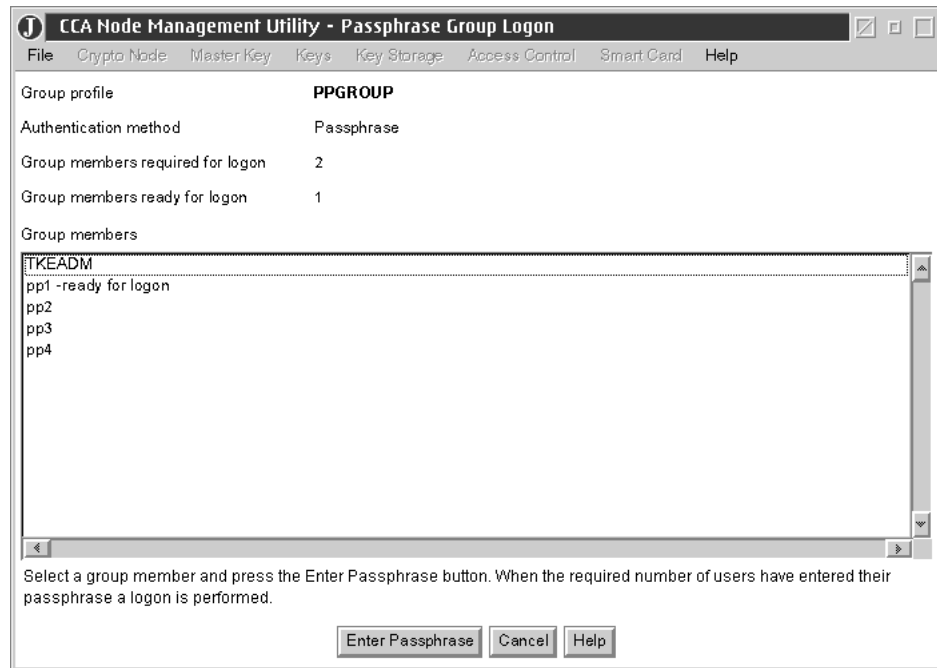 J CCA Node Management Utility - Passphrase Group Logon
File Crypto Node Master Key Keys Key Storage Access Control Smart Card Help
Group profile PPGROUP
Authentication method Passphrase
Group members required for logon 2
Group members ready for logon 1
Group members
TKEADM
pp1 -ready for logon
pp2
pp3
pp4
Select a group member and press the Enter Passphrase button. When the required number of users have entered their
passphrase a logon is performed.
Enter Passphrase Cancel Help